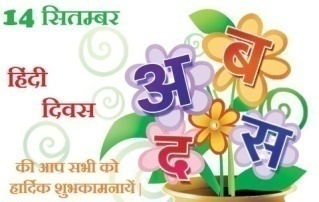 14 सितम्बर
हिंदी
दिवस
की आप सभी को
हार्दिक शुभकामनायें
अ
ब
द
स